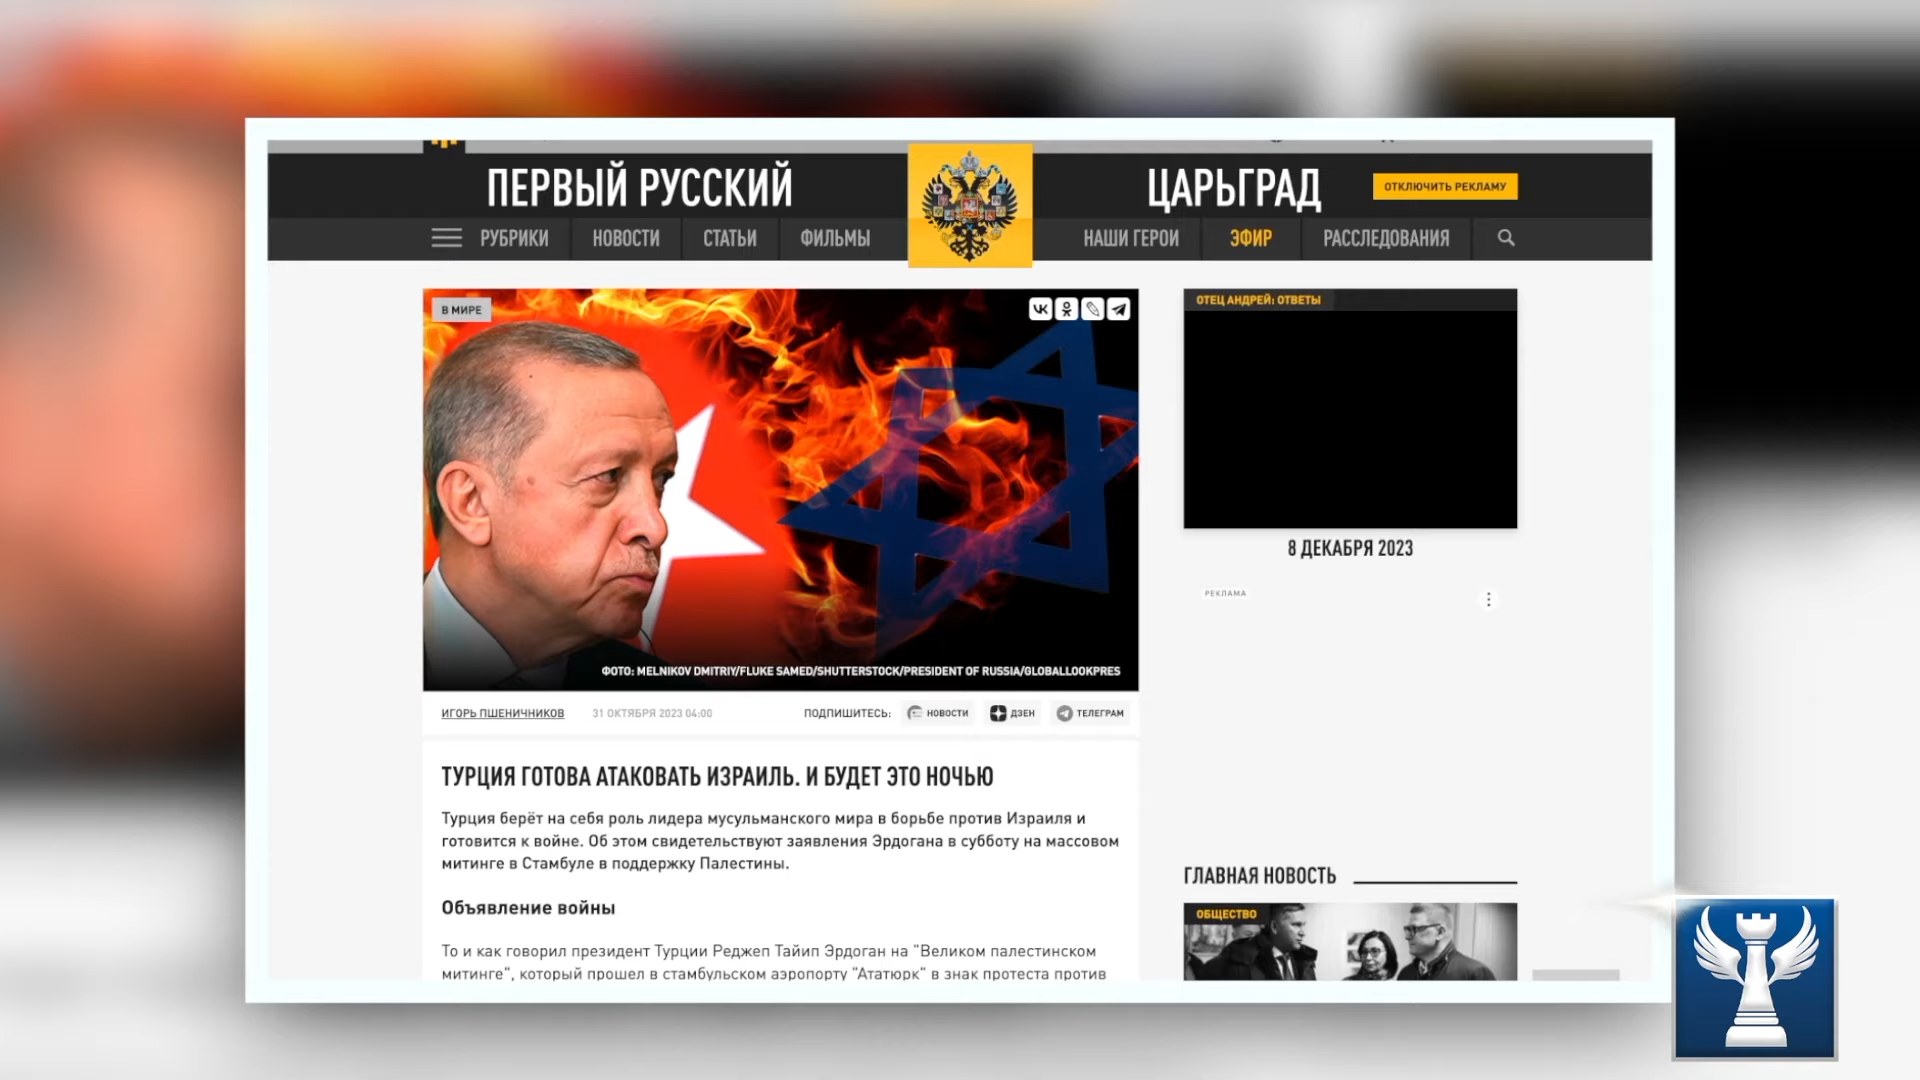 ПЕРВЫЙ РУССКИЙ
ЦАРЬГРАД
ОТКЛЮЧИТЬ РЕКЛАМУ
РУБРИКИ
НОВОСТИ
СТАТЬИ
ФИЛЬМЫ
НАШИ ГЕРОИ
ЭФИР
РАССЛЕДОВАНИЯ
В МИРЕ
ФОТО: MELNIKOV DMITRIY/FLUKE SAMED/SHUTTERSTOCK/PRESIDENT OF RUSSIA/GLOBALLOOKPRES
ИГОРЬ ПШЕНИЧНИКОВ
31 ОКТЯБРЯ 2023 04:00
ПОДПИШИТЕСЬ:
НОВОСТИ
ДЗЕН
ТЕЛЕГРАМ
ТУРЦИЯ ГОТОВА АТАКОВАТЬ ИЗРАИЛЬ. И БУДЕТ ЭТО НОЧЬЮ
Турция берёт на себя роль лидера мусульманского мира в борьбе против Израиля и
готовится к войне. Об этом свидетельствуют заявления Эрдогана в субботу на массовом
митинге в Стамбуле в поддержку Палестины.
Объявление войны
То и как говорил президент Турции Реджеп Тайип Эрдоган на "Великом палестинском
митинге", который прошел в стамбульском аэропорту "Ататюрк" в знак протеста против
ОТЕЦ АНДРЕЙ: ОТВЕТЫ
8 ДЕКАБРЯ 2023
РЕКЛАМА
ГЛАВНАЯ НОВОСТЬ
ОБЩЕСТВО